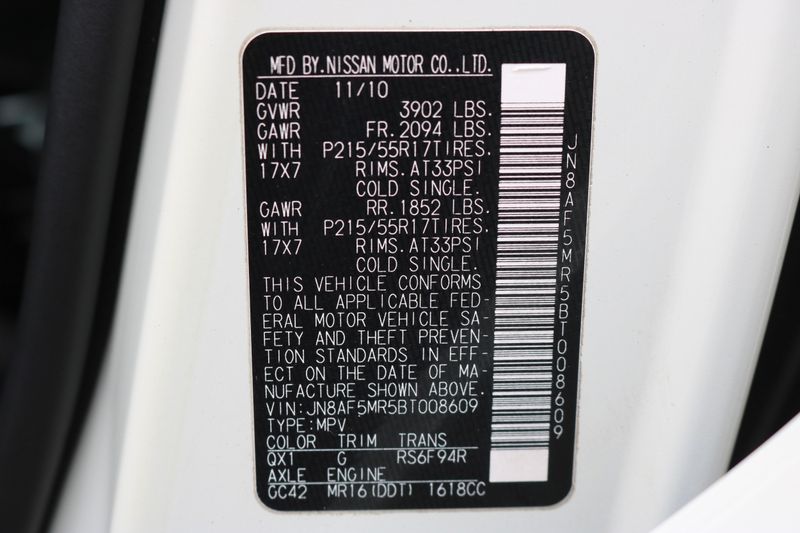 MFD BY.NISSAN MOTOR CO.,LTD.
DATE 11/10
GVWR 3902 LBS.
GAWR FR.2094 LBS.
WITH P215/55R17TIRES.
17X7 RIMS.AT33PSI
COLD SINGLE.
GAWR RR.1852 LBS.
WITH P215/55R17TIRES.
17X7 RIMS.AT33PSI
COLD SINGLE.
THIS VEHICLE CONFORMS
TO ALL APPLICABLE FED-
ERAL MOTOR VEHICLE SA-
FETY AND THEFT PREVEN-
TION STANDARDS IN EFF-
ECT ON THE DATE OF MA-
NUFACTURE SHOWN ABOVE.
VIN:JN8AF5MR5BT008609
TYPE:MPV
COLOR TRIM TRANS
QX1 G RS6F94R
AXLE ENGINE
GC42 MR16(DDT) 1618CC
JN8AF5MR5BT008609